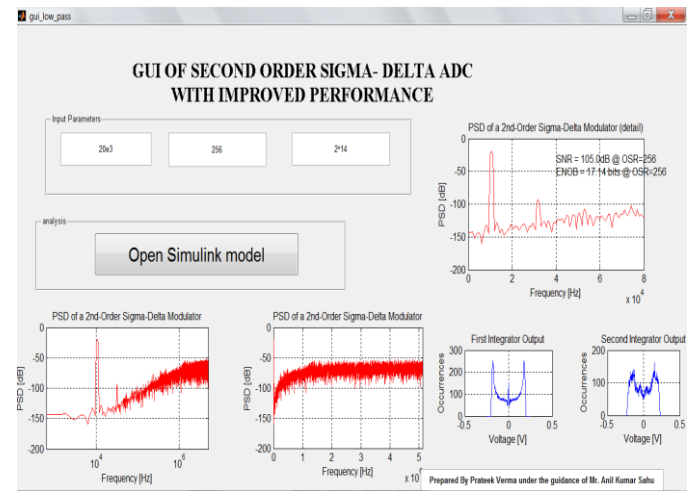 gui_low_pass
GUI OF SECOND ORDER SIGMA- DELTA ADC
WITH IMPROVED PERFORMANCE
Input Parameters
20e3
256
2^14
analysis
Open Simulink model
PSD of a 2nd-Order Sigma-Delta Modulator (detail)
SNR = 105.0dB @ OSR=256
ENOB = 17.14 bits @ OSR=256
PSD [dB]
0
-50
-100
-150
-200
0 2 4 6 8
Frequency [Hz]
x 10^4
PSD of a 2nd-Order Sigma-Delta Modulator
PSD [dB]
0
-50
-100
-150
-200
10^4 10^6
Frequency [Hz]
PSD of a 2nd-Order Sigma-Delta Modulator
PSD [dB]
0
-50
-100
-150
-200
0 1 2 3 4 5
Frequency [Hz]
x 10
First Integrator Output
Occurrences
300
200
100
0
-0.5 0 0.5
Voltage [V]
Second Integrator Output
Occurrences
200
100
0
-0.5 0 0.5
Voltage [V]
Prepared By Prateek Verma under the guidance of Mr. Anil Kumar Sahu